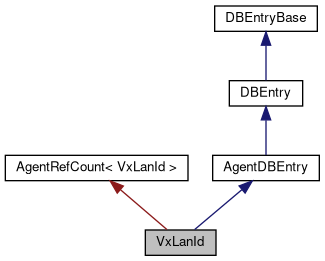 DBEntryBase
DBEntry
AgentRefCount< VxLanId >
AgentDBEntry
VxLanId